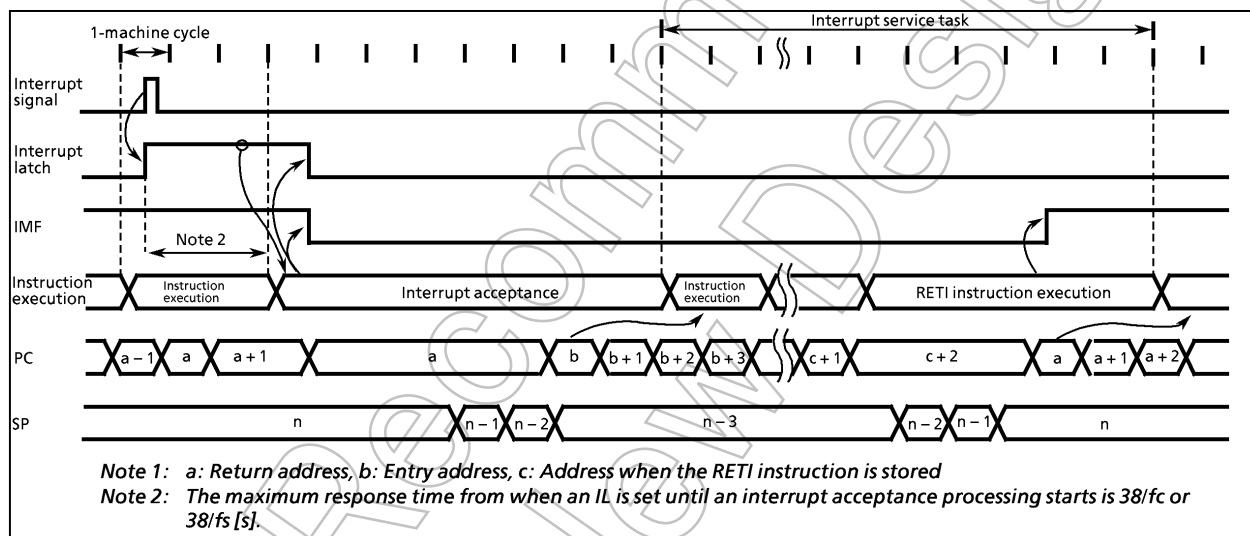 Interrupt service task
1-machine cycle
Interrupt
signal
Interrupt
latch
IMF
Note 2
Instruction
execution
Instruction
execution
Interrupt acceptance
Instruction
execution
RETI instruction execution
PC
a – 1
a
a + 1
a
b
b + 1
b + 2
b + 3
c + 1
c + 2
a
a + 1
a + 2
SP
n
n – 1
n – 2
n – 3
n – 2
n – 1
n
Note 1: a: Return address, b: Entry address, c: Address when the RETI instruction is stored
Note 2: The maximum response time from when an IL is set until an interrupt acceptance processing starts is 38/fc or
38/fs [s].